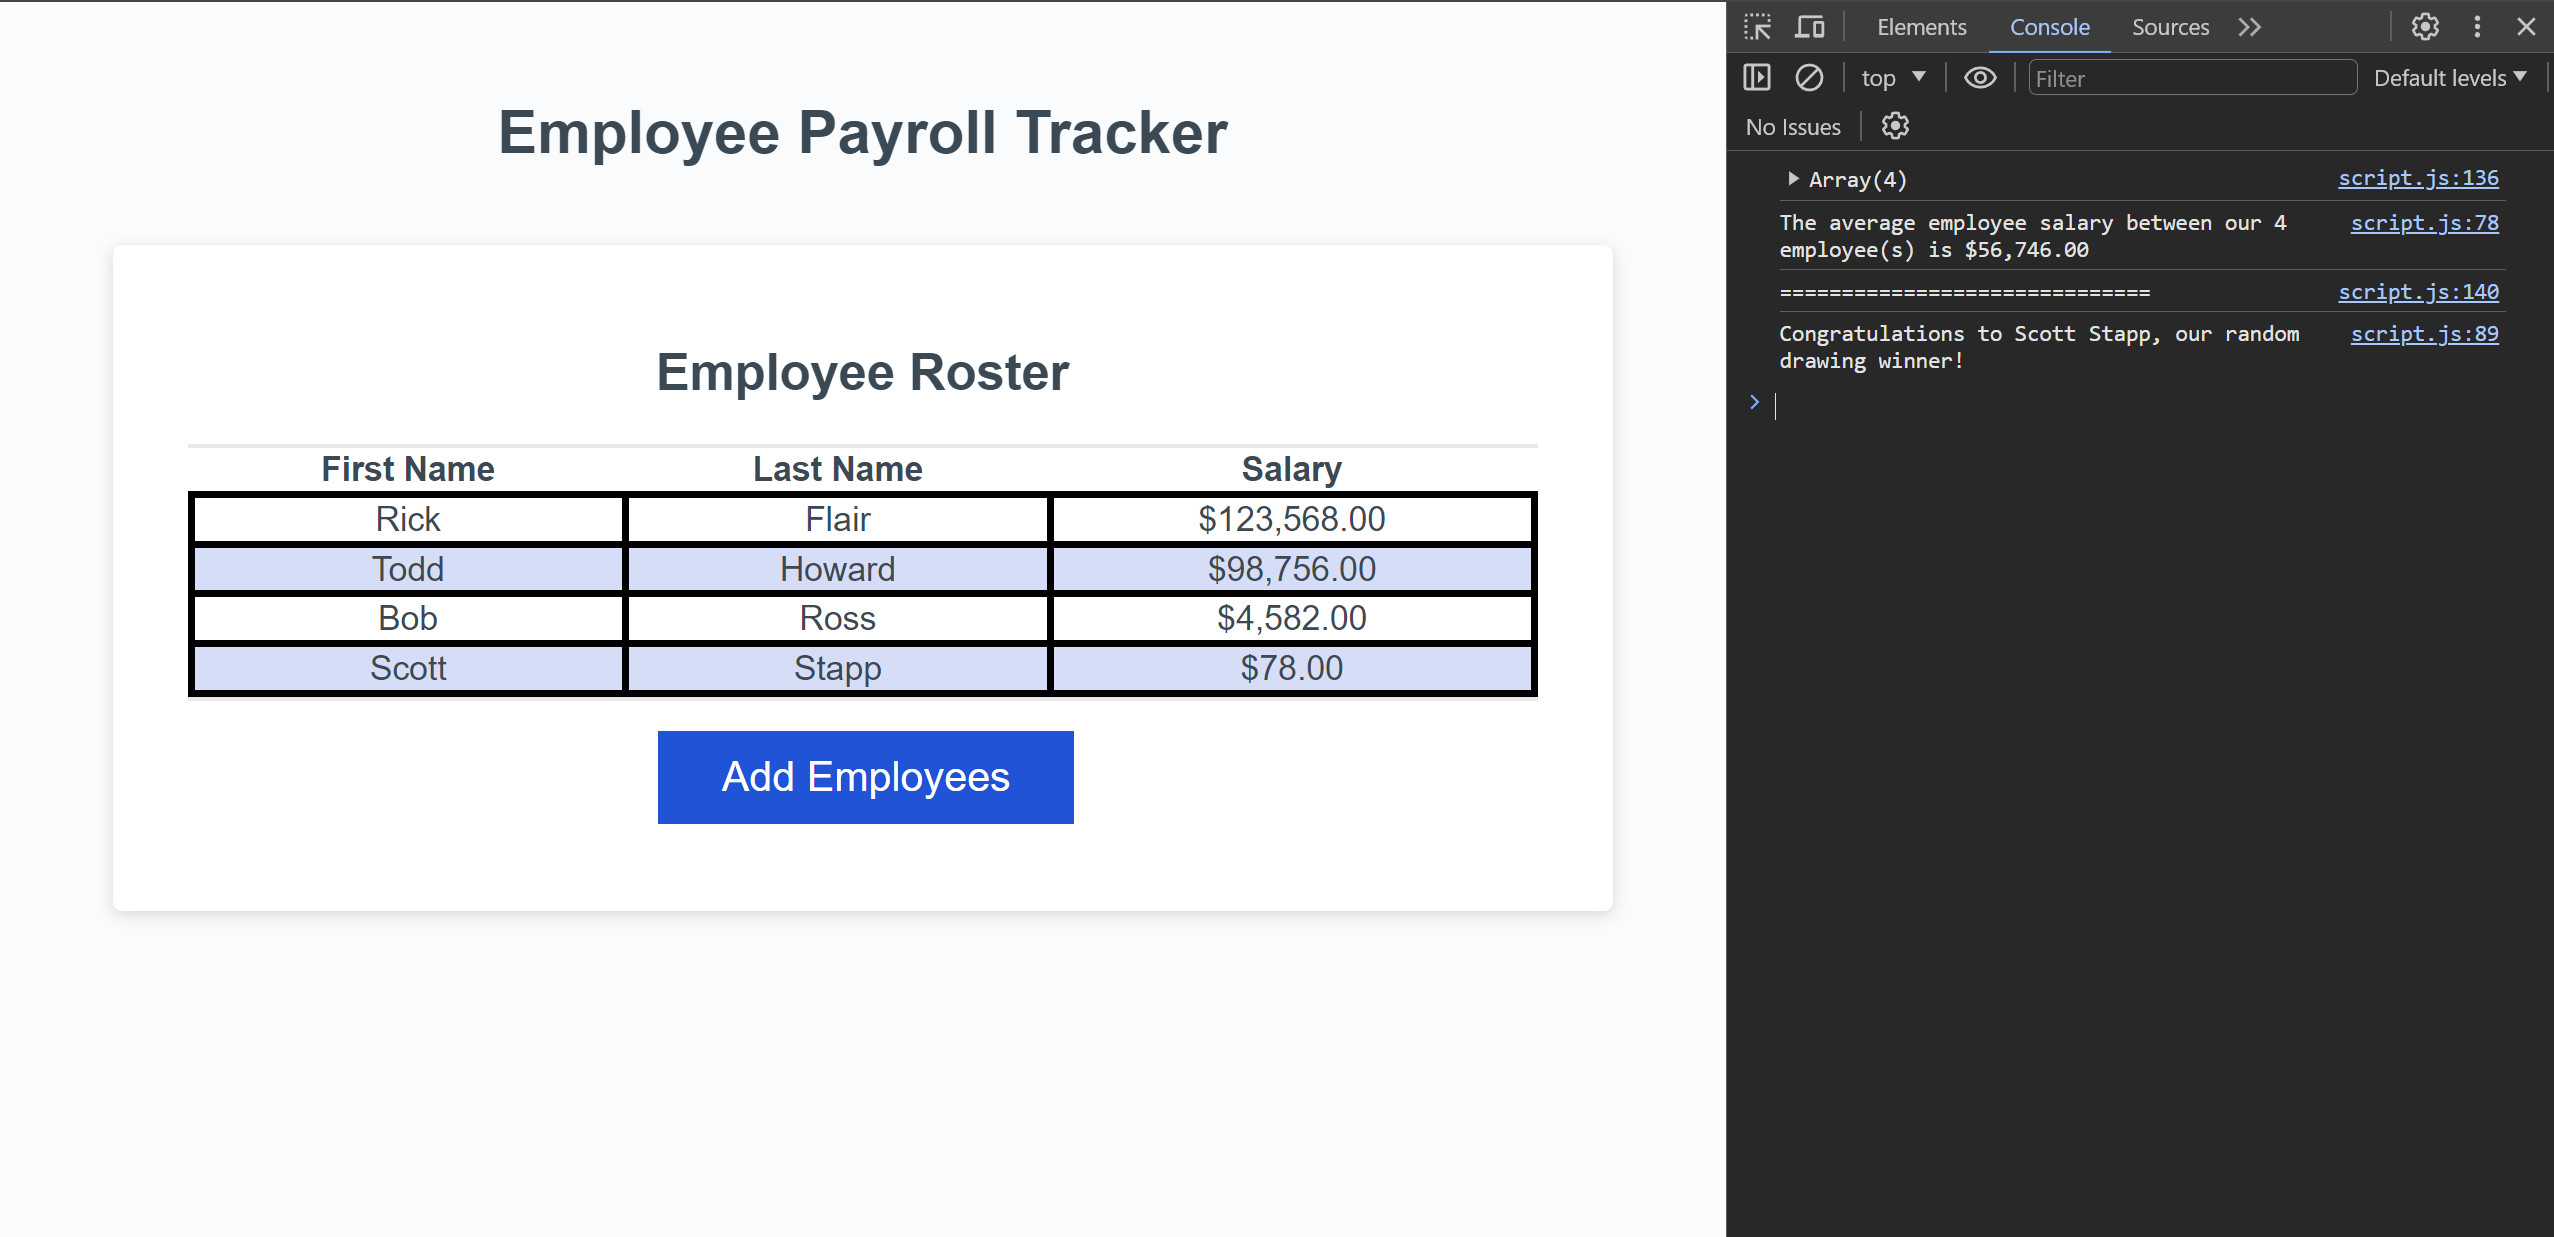 Employee Payroll Tracker
Employee Roster
First Name Last Name Salary
Rick Flair $123,568.00
Todd Howard $98,756.00
Bob Ross $4,582.00
Scott Stapp $78.00
Add Employees
Elements Console Sources
top Filter Default levels
No Issues
Array(4) script.js:136
The average employee salary between our 4 script.js:78
employee(s) is $56,746.00
============================== script.js:140
Congratulations to Scott Stapp, our random script.js:89
drawing winner!